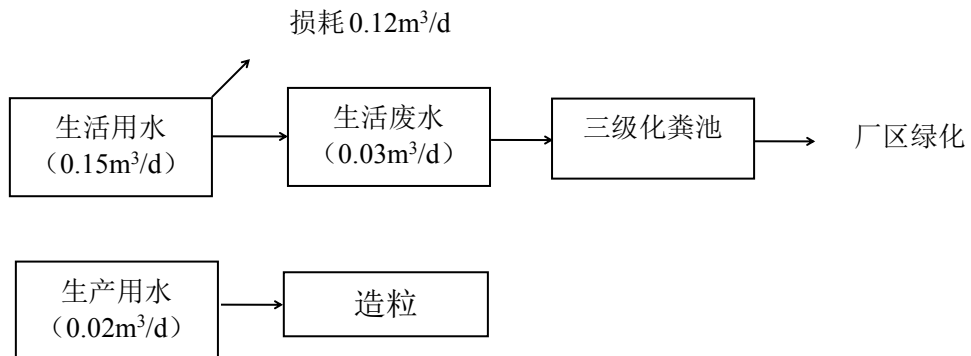 损耗0.12m³/d
生活用水
（0.15m³/d）
生活废水
（0.03m³/d）
三级化粪池
厂区绿化
生产用水
（0.02m³/d）
造粒